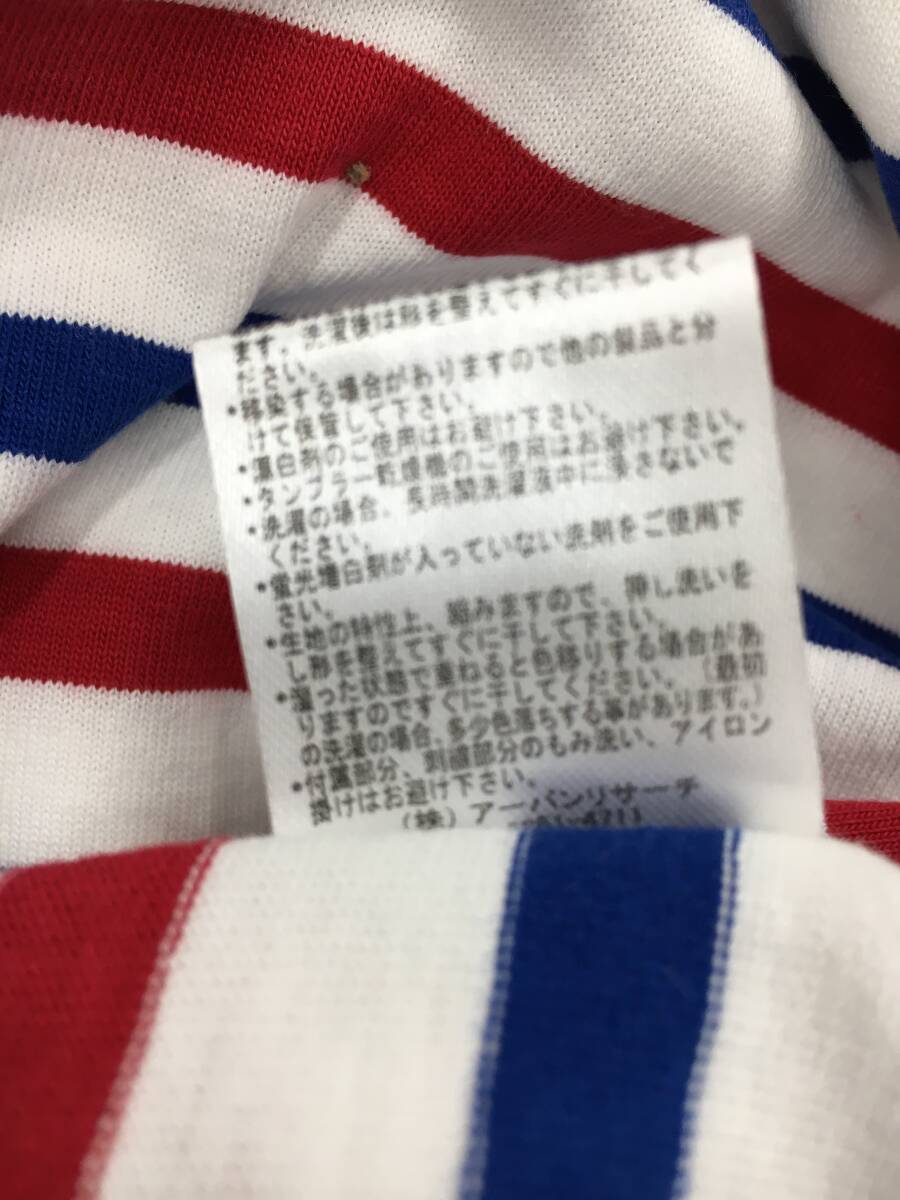 ます。洗濯後は形を整えてすぐに干してく
ださい。
・移染する場合がありますので他の製品と分
けて保管して下さい。
・漂白剤のご使用はお避け下さい。
・タンブラー乾燥機のご使用はお避け下さい。
・洗濯の場合、長時間洗濯液中に浸さないで
ください。
・蛍光増白剤が入っていない洗剤をご使用下
さい。
・生地の特性上、縮みますので、押し洗いを
し形を整えてすぐに干して下さい。
・湿った状態で重ねると色移りする場合があ
りますのですぐに干してください。（最初
の洗濯の場合、多少色落ちする事があります。）
・付属部分、刺繍部分のもみ洗い、アイロン
掛けはお避け下さい。
（株）アーバンリサーチ
-4711